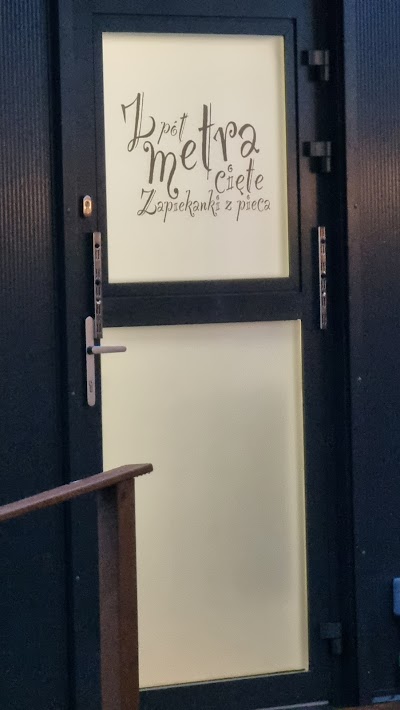 Z pół
metra
cięte
Zapiekanki z pieca